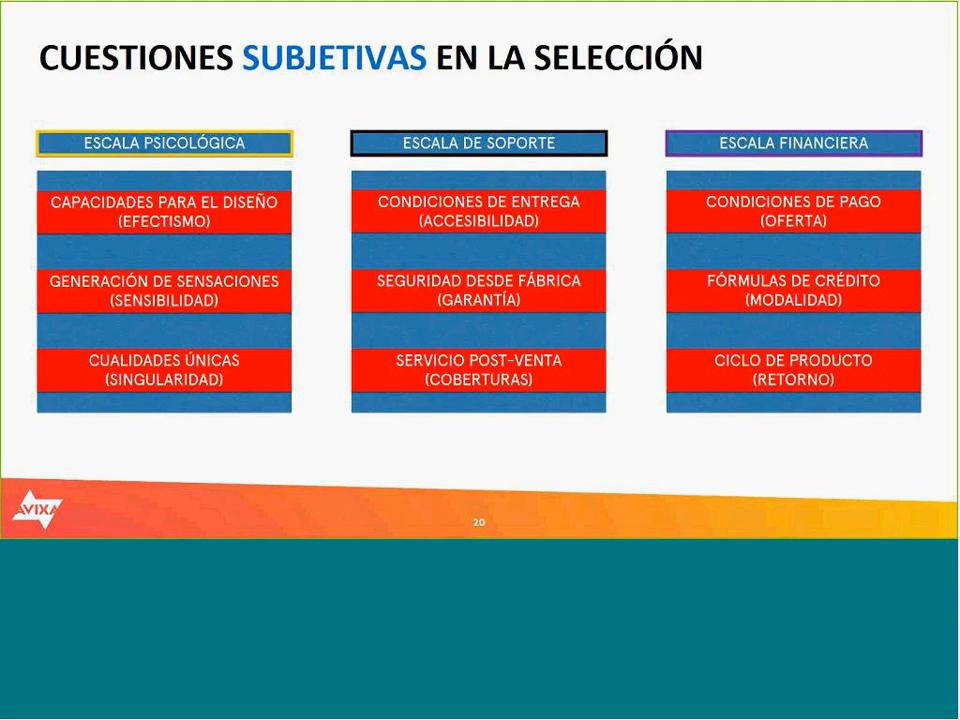 CUESTIONES SUBJETIVAS EN LA SELECCIÓN
ESCALA PSICOLÓGICA
CAPACIDADES PARA EL DISEÑO
(EFECTISMO)
GENERACIÓN DE SENSACIONES
(SENSIBILIDAD)
CUALIDADES ÚNICAS
(SINGULARIDAD)
ESCALA DE SOPORTE
CONDICIONES DE ENTREGA
(ACCESIBILIDAD)
SEGURIDAD DESDE FÁBRICA
(GARANTÍA)
SERVICIO POST-VENTA
(COBERTURAS)
ESCALA FINANCIERA
CONDICIONES DE PAGO
(OFERTA)
FÓRMULAS DE CRÉDITO
(MODALIDAD)
CICLO DE PRODUCTO
(RETORNO)
AVIXA
20